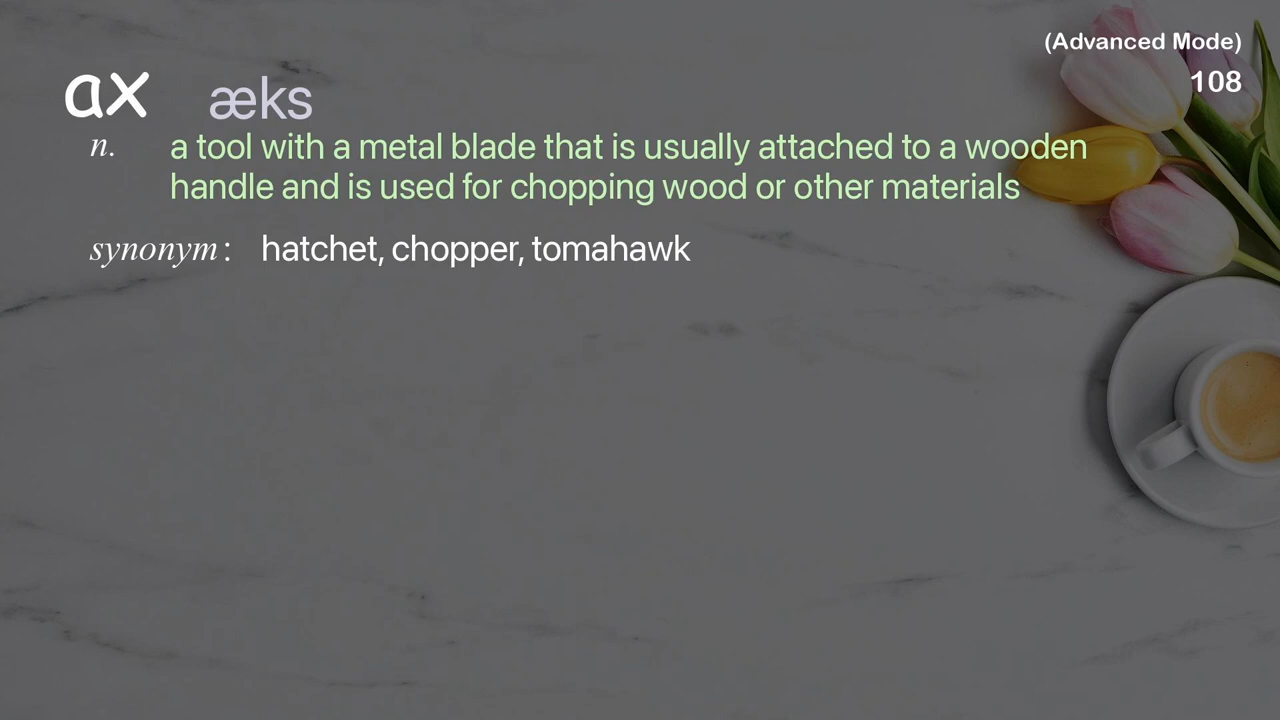 (Advanced Mode)
108
ax æks
n. a tool with a metal blade that is usually attached to a wooden
handle and is used for chopping wood or other materials
synonym: hatchet, chopper, tomahawk